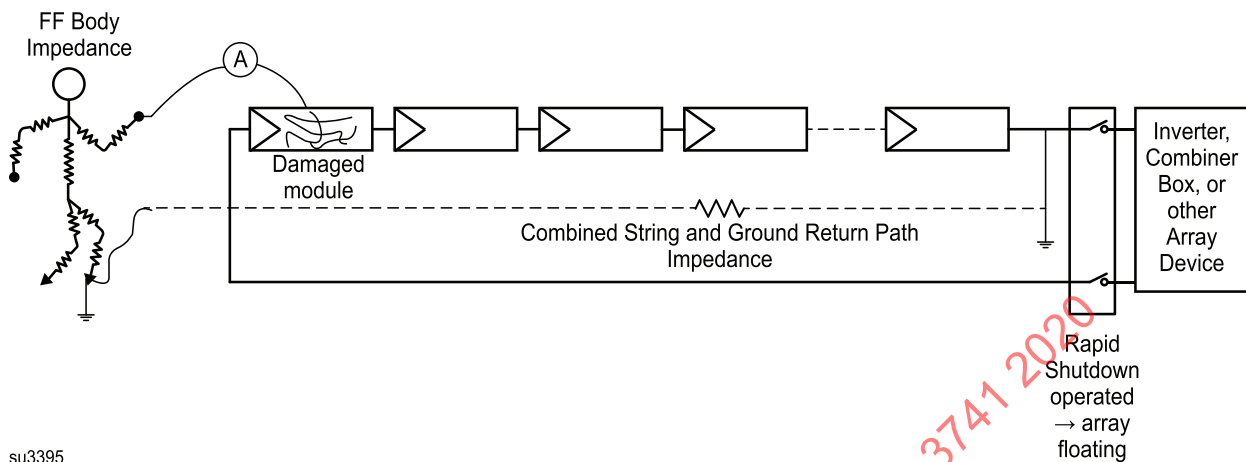 FF Body
Impedance
A
Damaged
module
Combined String and Ground Return Path
Impedance
Inverter,
Combiner
Box, or
other
Array
Device
Rapid
Shutdown
operated
→ array
floating
3741 2020
su3395